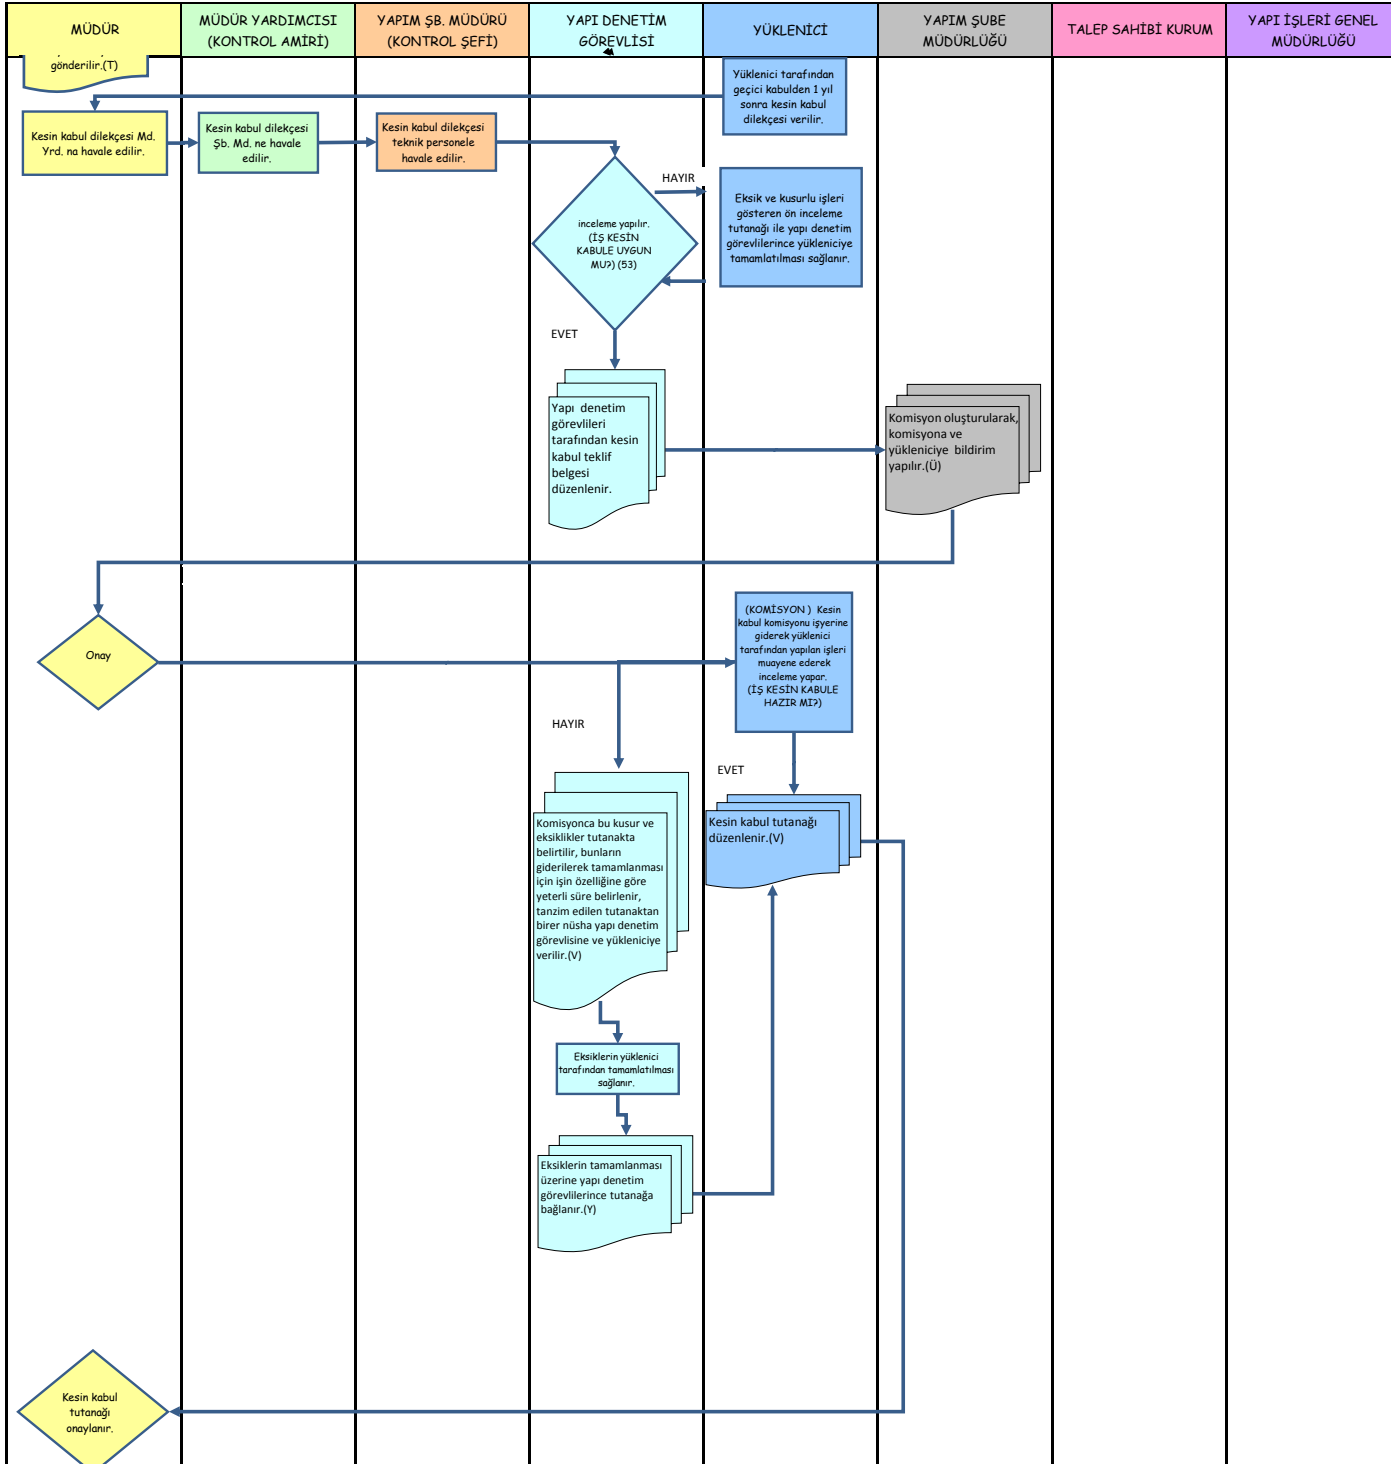 MÜDÜR
MÜDÜR YARDIMCISI
(KONTROL AMİRİ)
YAPIM ŞB. MÜDÜRÜ
(KONTROL ŞEFİ)
YAPI DENETİM
GÖREVLİSİ
YÜKLENİCİ
YAPIM ŞUBE
MÜDÜRLÜĞÜ
TALEP SAHİBİ KURUM
YAPI İŞLERİ GENEL
MÜDÜRLÜĞÜ
gönderilir.(T)
Yüklenici tarafından
geçici kabulden 1 yıl
sonra kesin kabul
dilekçesi verilir.
Kesin kabul dilekçesi Md.
Yrd. na havale edilir.
Kesin kabul dilekçesi
Şb. Md. ne havale
edilir.
Kesin kabul dilekçesi
teknik personele
havale edilir.
inceleme yapılır.
(İŞ KESİN
KABULE UYGUN
MU?) (53)
HAYIR
Eksik ve kusurlu işleri
gösteren ön inceleme
tutanağı ile yapı denetim
görevlilerince yükleniciye
tamamlatılması sağlanır.
EVET
Yapı denetim
görevlileri
tarafından kesin
kabul teklif
belgesi
düzenlenir.
Komisyon oluşturularak,
komisyona ve
yükleniciye bildirim
yapılır.(Ü)
Onay
(KOMİSYON ) Kesin
kabul komisyonu işyerine
giderek yüklenici
tarafından yapılan işleri
muayene ederek
inceleme yapar.
(İŞ KESİN KABULE
HAZIR MI?)
HAYIR
EVET
Komisyonca bu kusur ve
eksiklikler tutanakta
belirtilir, bunların
giderilerek tamamlanması
için işin özelliğine göre
yeterli süre belirlenir,
tanzim edilen tutanaktan
birer nüsha yapı denetim
görevlisine ve yükleniciye
verilir.(V)
Kesin kabul tutanağı
düzenlenir.(V)
Eksiklerin yüklenici
tarafından tamamlatılması
sağlanır.
Eksiklerin tamamlanması
üzerine yapı denetim
görevlilerince tutanağa
bağlanır.(Y)
Kesin kabul
tutanağı
onaylanır.